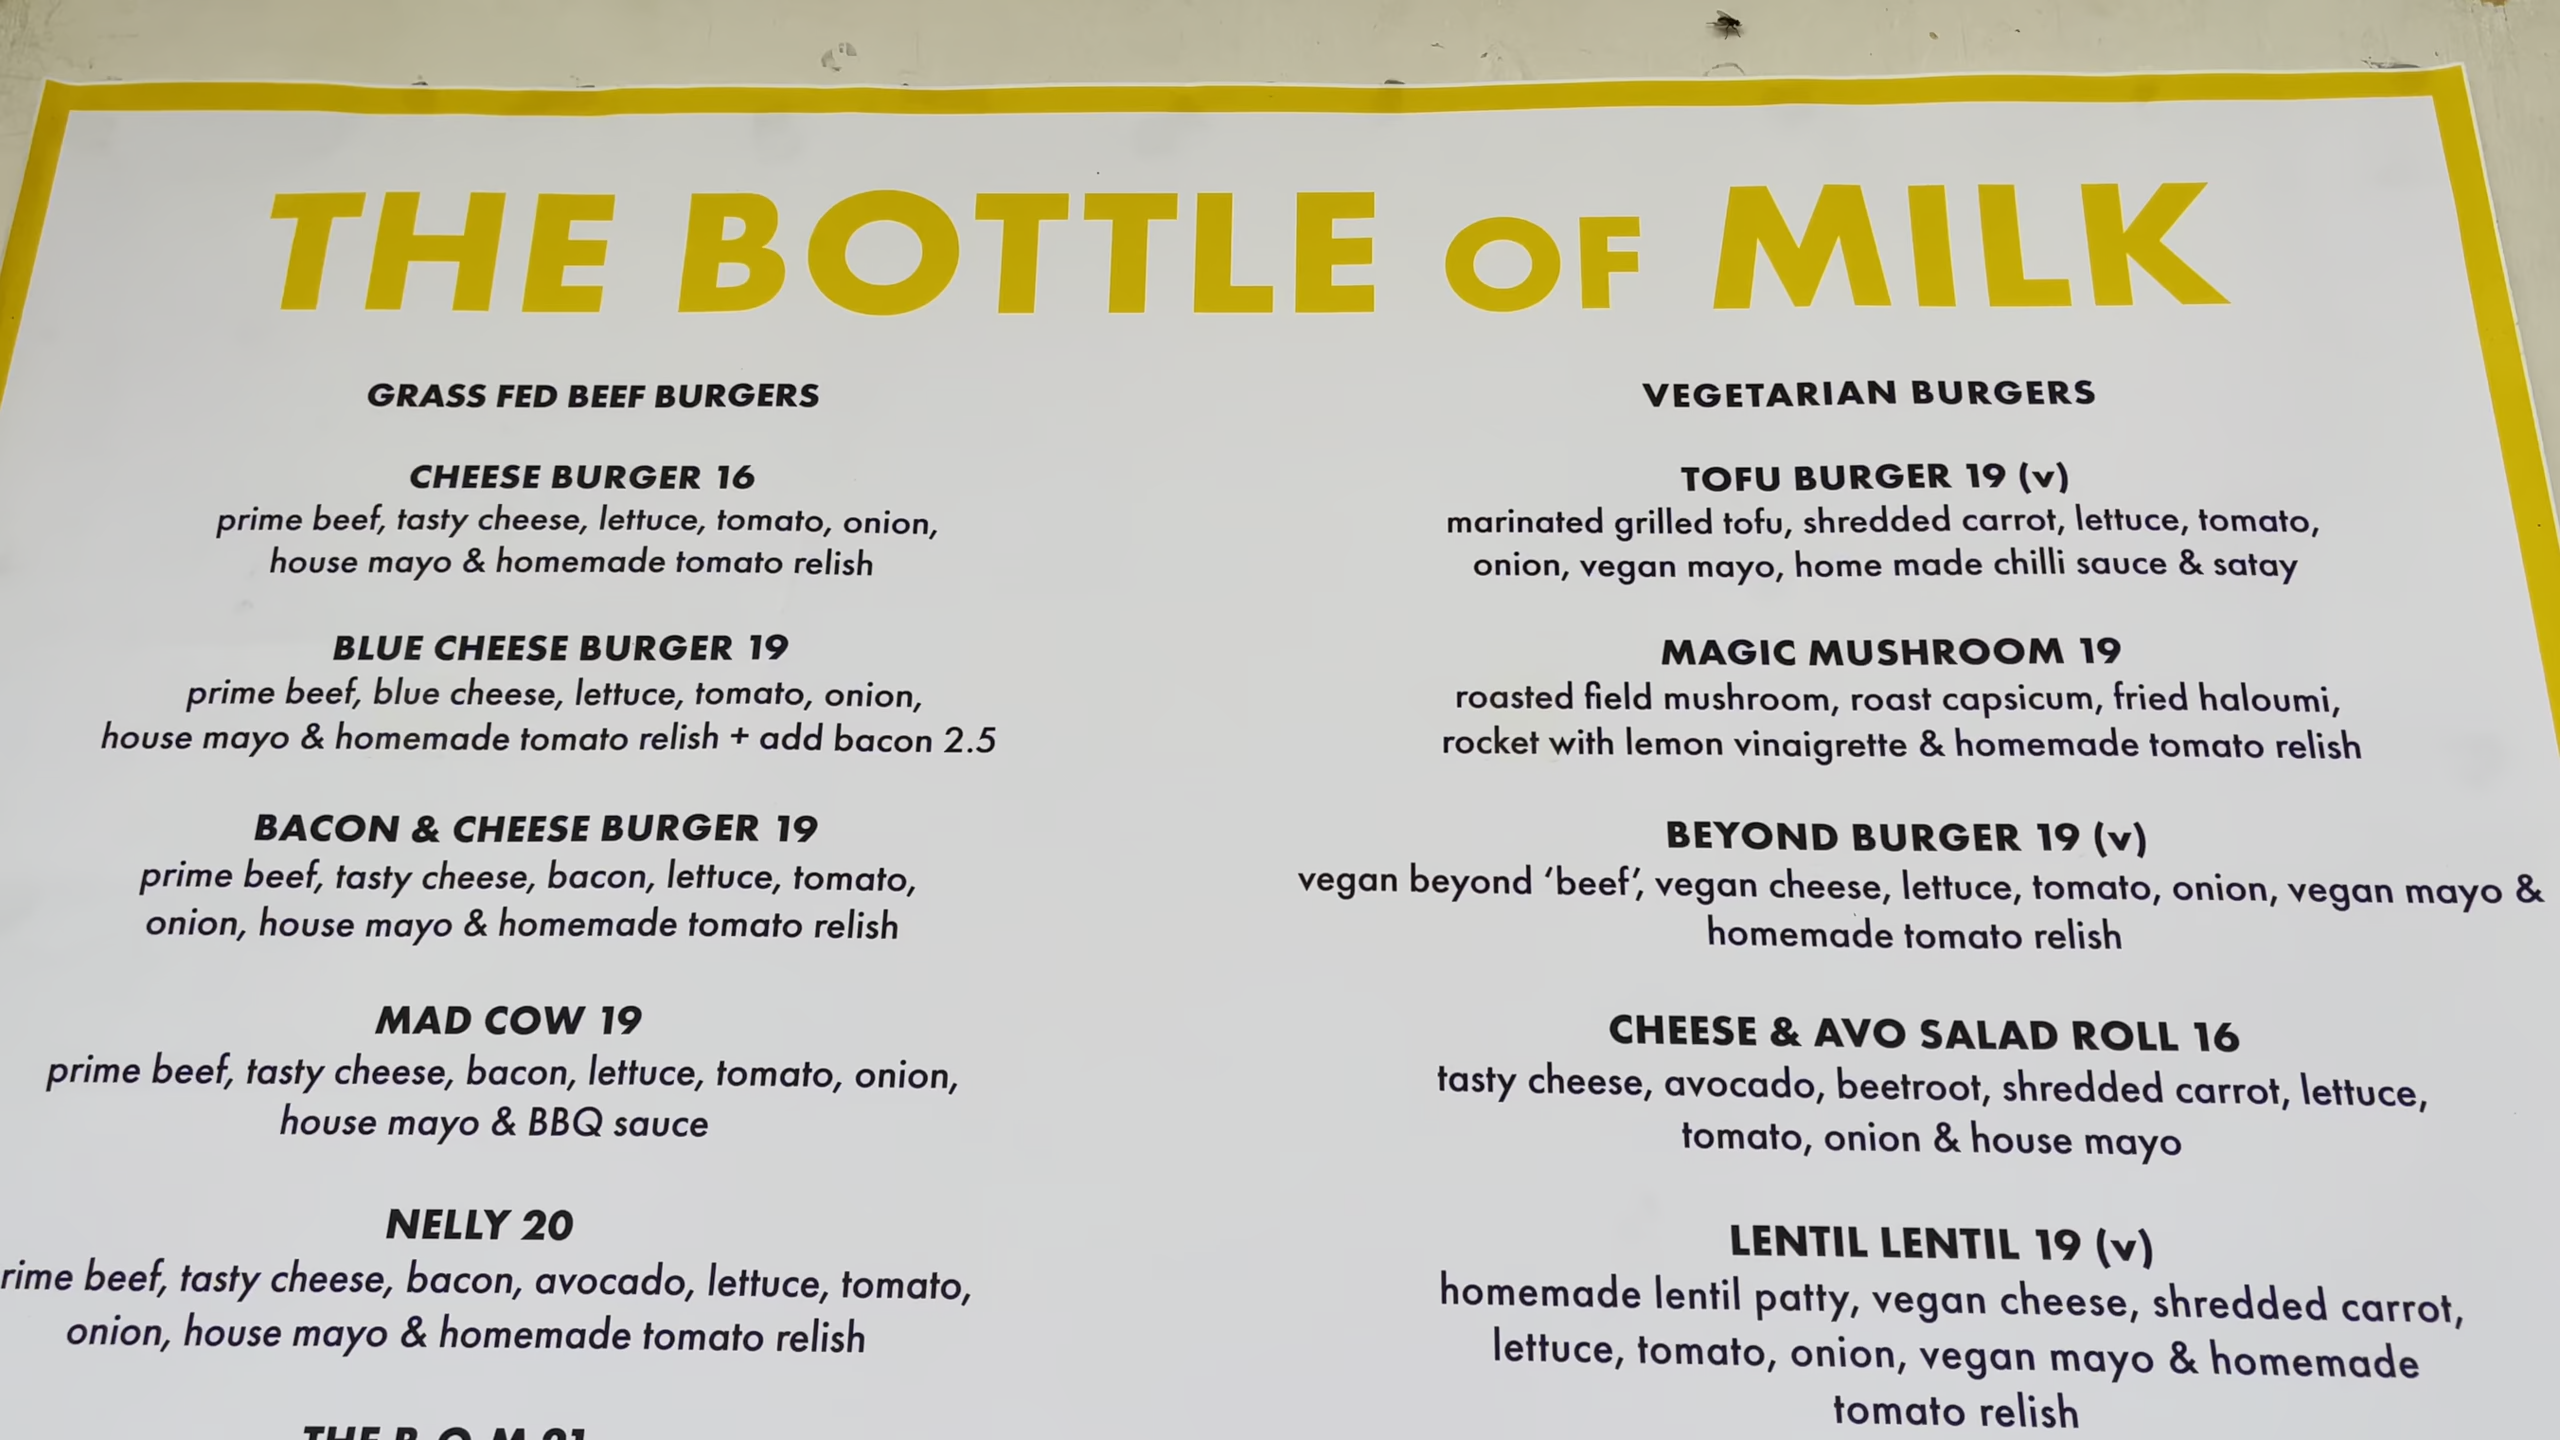 THE BOTTLE OF MILK
GRASS FED BEEF BURGERS
CHEESE BURGER 16
prime beef, tasty cheese, lettuce, tomato, onion,
house mayo & homemade tomato relish
BLUE CHEESE BURGER 19
prime beef, blue cheese, lettuce, tomato, onion,
house mayo & homemade tomato relish + add bacon 2.5
BACON & CHEESE BURGER 19
prime beef, tasty cheese, bacon, lettuce, tomato,
onion, house mayo & homemade tomato relish
MAD COW 19
prime beef, tasty cheese, bacon, lettuce, tomato, onion,
house mayo & BBQ sauce
NELLY 20
rime beef, tasty cheese, bacon, avocado, lettuce, tomato,
onion, house mayo & homemade tomato relish
VEGETARIAN BURGERS
TOFU BURGER 19 (v)
marinated grilled tofu, shredded carrot, lettuce, tomato,
onion, vegan mayo, home made chilli sauce & satay
MAGIC MUSHROOM 19
roasted field mushroom, roast capsicum, fried haloumi,
rocket with lemon vinaigrette & homemade tomato relish
BEYOND BURGER 19 (v)
vegan beyond ‘beef’, vegan cheese, lettuce, tomato, onion, vegan mayo &
homemade tomato relish
CHEESE & AVO SALAD ROLL 16
tasty cheese, avocado, beetroot, shredded carrot, lettuce,
tomato, onion & house mayo
LENTIL LENTIL 19 (v)
homemade lentil patty, vegan cheese, shredded carrot,
lettuce, tomato, onion, vegan mayo & homemade
tomato relish